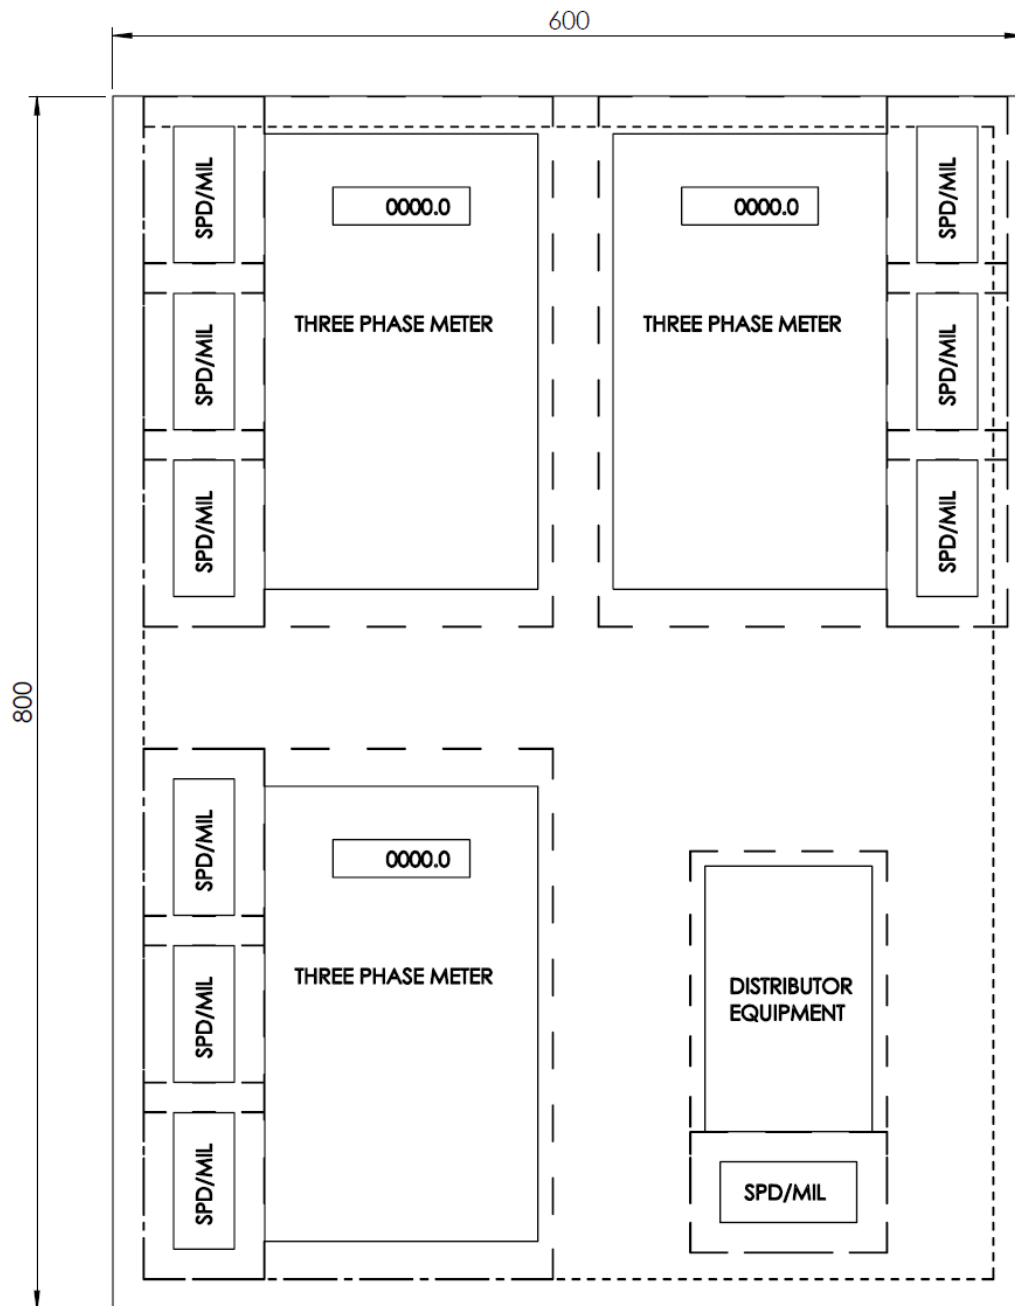 600
800
SPD/MIL
0000.0
THREE PHASE METER
SPD/MIL
SPD/MIL
0000.0
THREE PHASE METER
SPD/MIL
SPD/MIL
SPD/MIL
SPD/MIL
0000.0
THREE PHASE METER
SPD/MIL
SPD/MIL
DISTRIBUTOR
EQUIPMENT
SPD/MIL
SPD/MIL